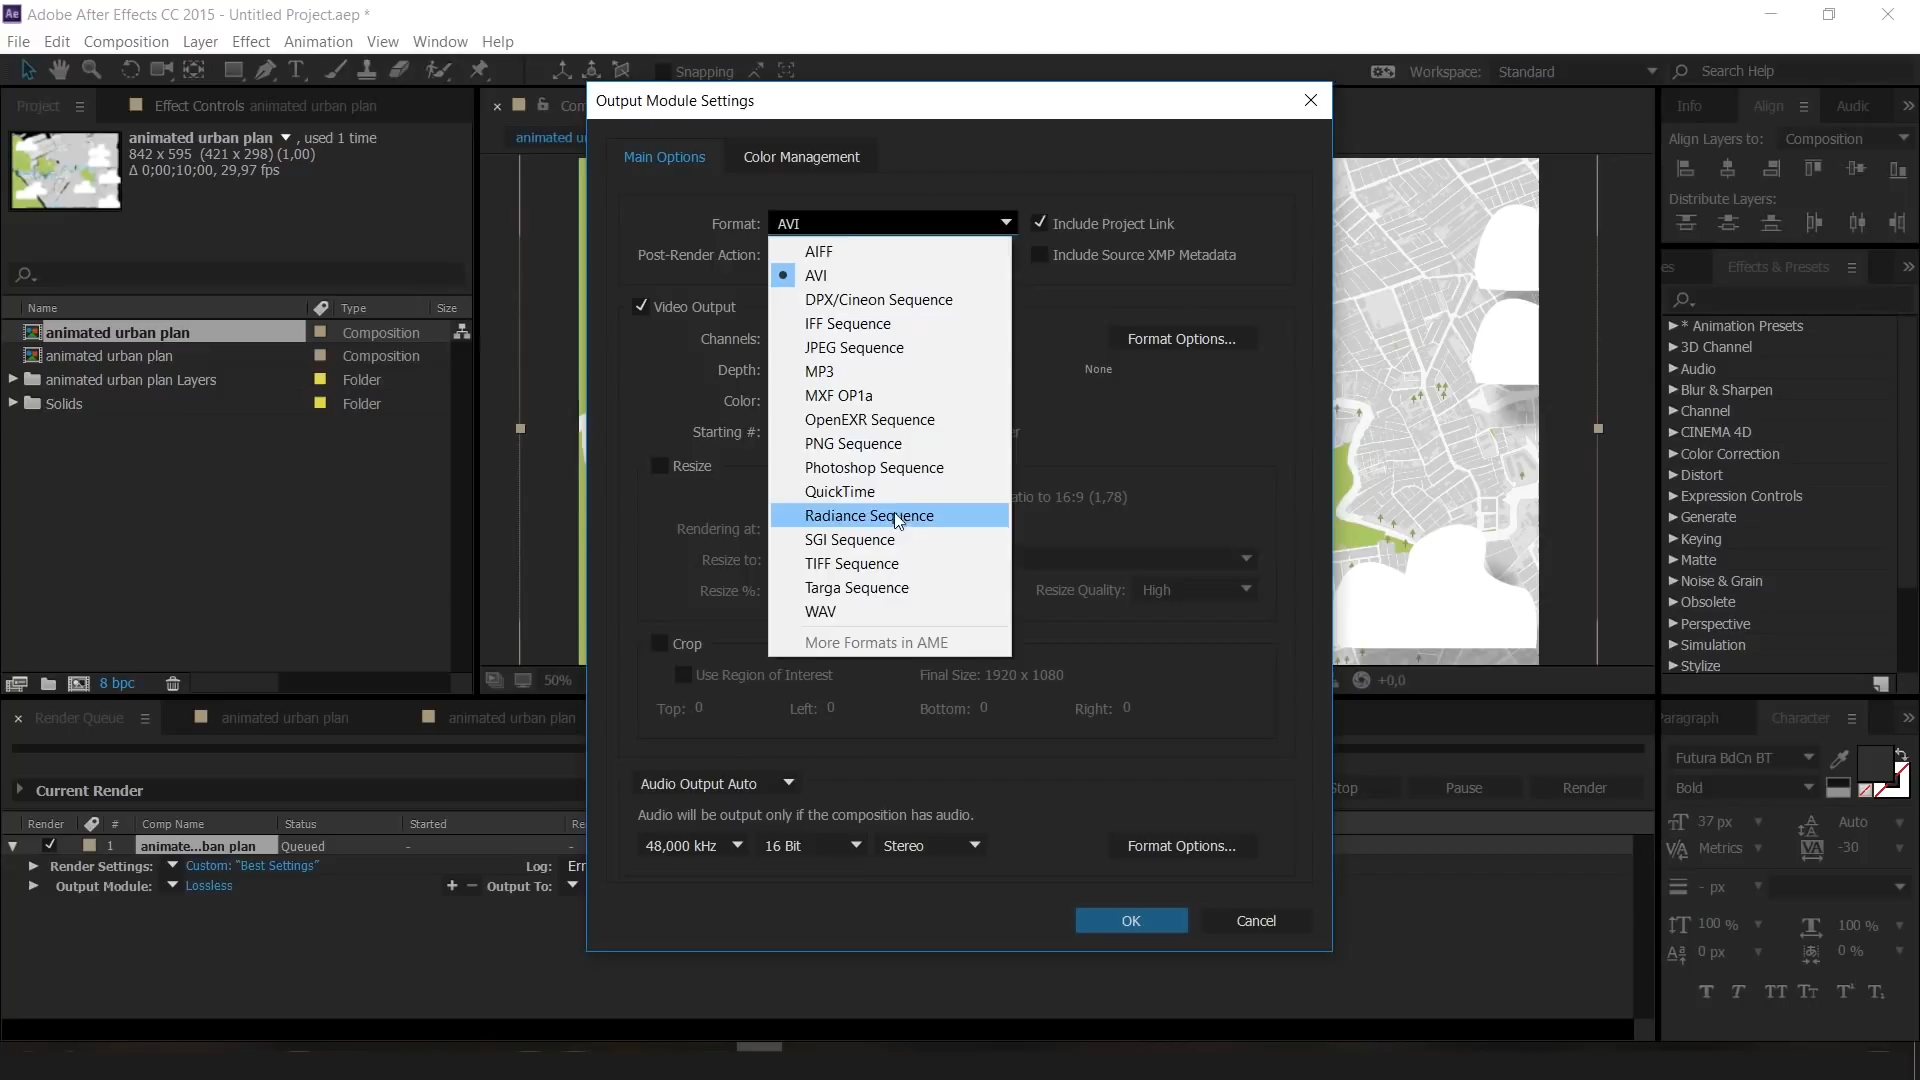 Adobe After Effects CC 2015 - Untitled Project.aep *
File Edit Composition Layer Effect Animation View Window Help
Snapping
Workspace: Standard
Search Help
Project
Effect Controls animated urban plan
animated urban plan , used 1 time
842 x 595 (421 x 298) (1,00)
Δ 0;00;10;00, 29,97 fps
Name Type Size
animated urban plan Composition
animated urban plan Composition
animated urban plan Layers Folder
Solids Folder
8 bpc
50%
Output Module Settings
Main Options Color Management
Format: AVI
Include Project Link
Post-Render Action:
Include Source XMP Metadata
AIFF
AVI
DPX/Cineon Sequence
IFF Sequence
JPEG Sequence
MP3
MXF OP1a
OpenEXR Sequence
PNG Sequence
Photoshop Sequence
QuickTime
Radiance Sequence
SGI Sequence
TIFF Sequence
Targa Sequence
WAV
More Formats in AME
Video Output
Channels:
Format Options...
Depth:
None
Color:
Starting #:
Resize
to 16:9 (1,78)
Rendering at:
Resize to:
Resize %:
Resize Quality: High
Crop
Use Region of Interest Final Size: 1920 x 1080
Top: 0 Left: 0 Bottom: 0 Right: 0
Audio Output Auto
Audio will be output only if the composition has audio.
48,000 kHz 16 Bit Stereo Format Options...
OK Cancel
+0,0
Info Align Audic
Align Layers to: Composition
Distribute Layers:
Effects & Presets
* Animation Presets
3D Channel
Audio
Blur & Sharpen
Channel
CINEMA 4D
Color Correction
Distort
Expression Controls
Generate
Keying
Matte
Noise & Grain
Obsolete
Perspective
Simulation
Stylize
Render Queue animated urban plan animated urban plan
Current Render
Stop Pause Render
Render # Comp Name Status Started
1 animate...ban plan Queued - -
Render Settings: Custom: "Best Settings" Log:
Output Module: Lossless + – Output To:
Paragraph Character
Futura BdCn BT
Bold
37 px Auto
Metrics -30
- px
100 % 100 %
0 px 0 %
T T TT Tt T¹ T₁